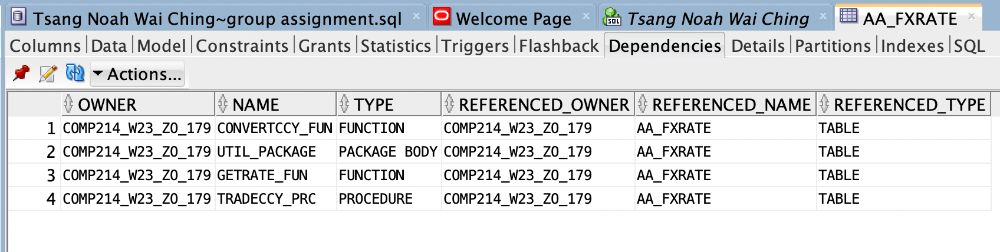 Tsang Noah Wai Ching~group assignment.sql Welcome Page Tsang Noah Wai Ching AA_FXRATE
Columns Data Model Constraints Grants Statistics Triggers Flashback Dependencies Details Partitions Indexes SQL
Actions...
OWNER NAME TYPE REFERENCED_OWNER REFERENCED_NAME REFERENCED_TYPE
1 COMP214_W23_ZO_179 CONVERTCCY_FUN FUNCTION COMP214_W23_ZO_179 AA_FXRATE TABLE
2 COMP214_W23_ZO_179 UTIL_PACKAGE PACKAGE BODY COMP214_W23_ZO_179 AA_FXRATE TABLE
3 COMP214_W23_ZO_179 GETRATE_FUN FUNCTION COMP214_W23_ZO_179 AA_FXRATE TABLE
4 COMP214_W23_ZO_179 TRADECCY_PRC PROCEDURE COMP214_W23_ZO_179 AA_FXRATE TABLE